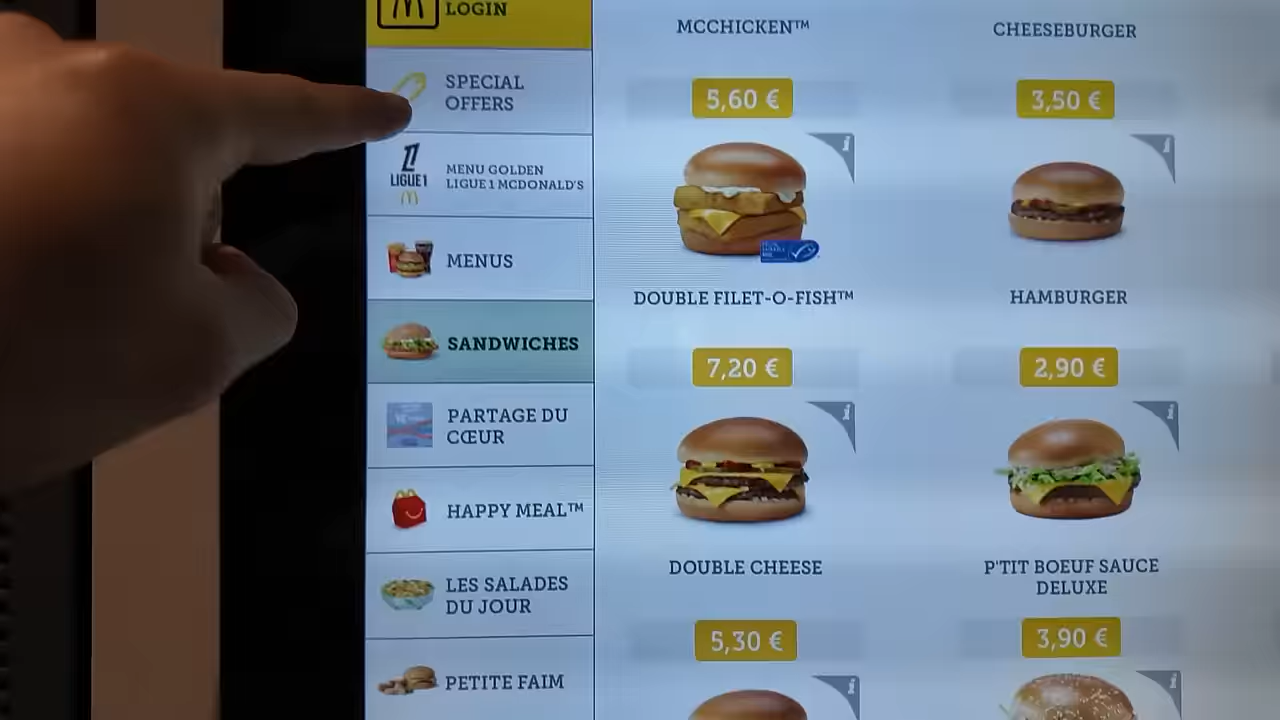 LOGIN
SPECIAL
OFFERS
LIGUE 1
MENU GOLDEN
LIGUE 1 MCDONALD'S
MENUS
SANDWICHES
PARTAGE DU
CŒUR
HAPPY MEAL™
LES SALADES
DU JOUR
PETITE FAIM
MCCHICKEN™
5,60 €
CHEESEBURGER
3,50 €
DOUBLE FILET-O-FISH™
7,20 €
HAMBURGER
2,90 €
DOUBLE CHEESE
5,30 €
P'TIT BOEUF SAUCE
DELUXE
3,90 €